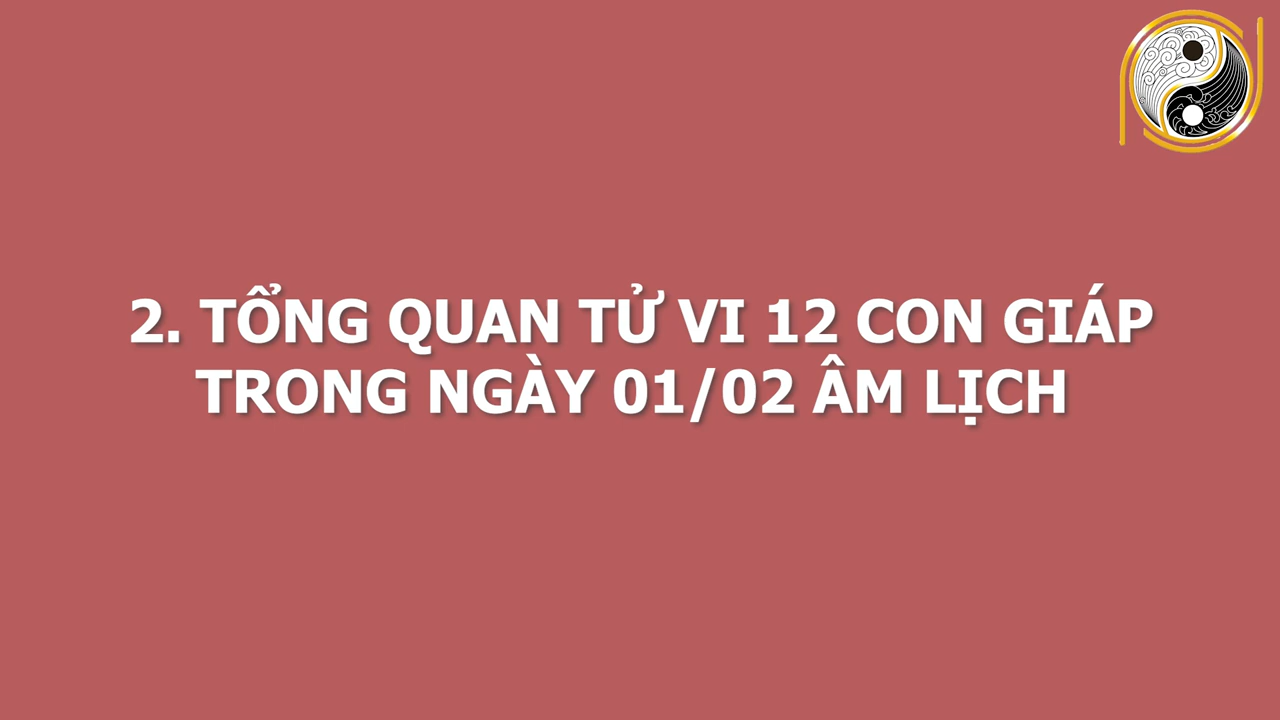 2. TỔNG QUAN TỬ VI 12 CON GIÁP
TRONG NGÀY 01/02 ÂM LỊCH